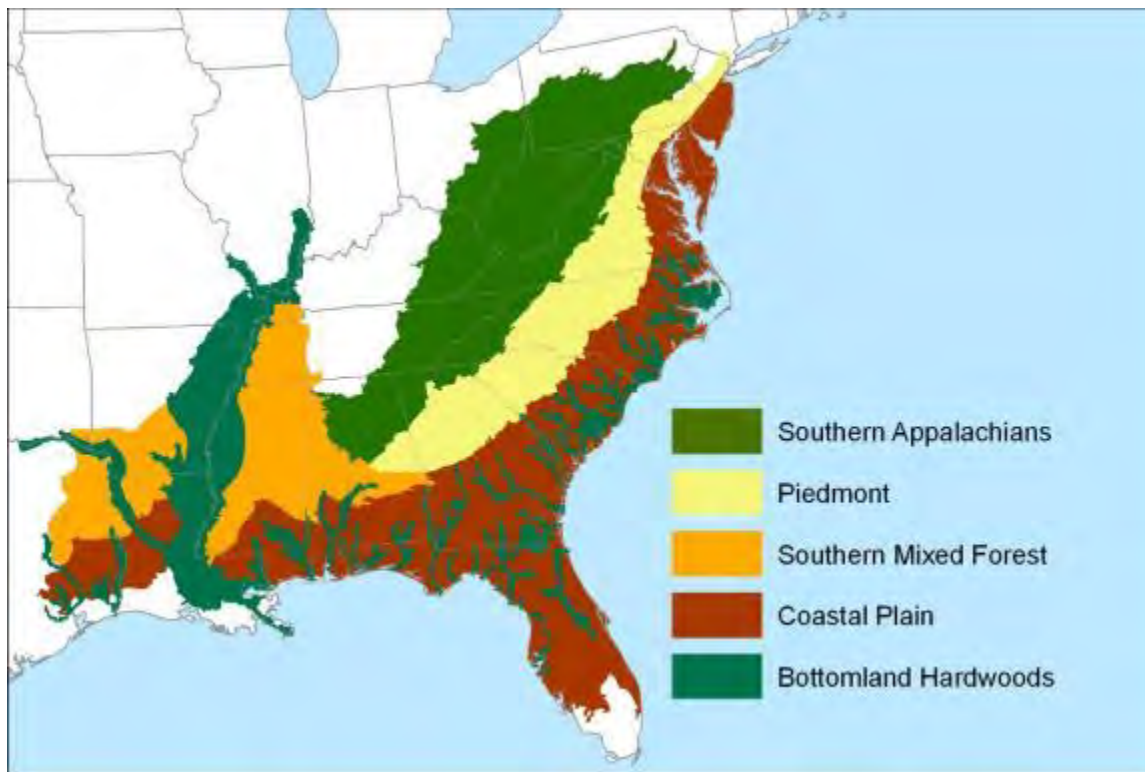 Southern Appalachians
Piedmont
Southern Mixed Forest
Coastal Plain
Bottomland Hardwoods